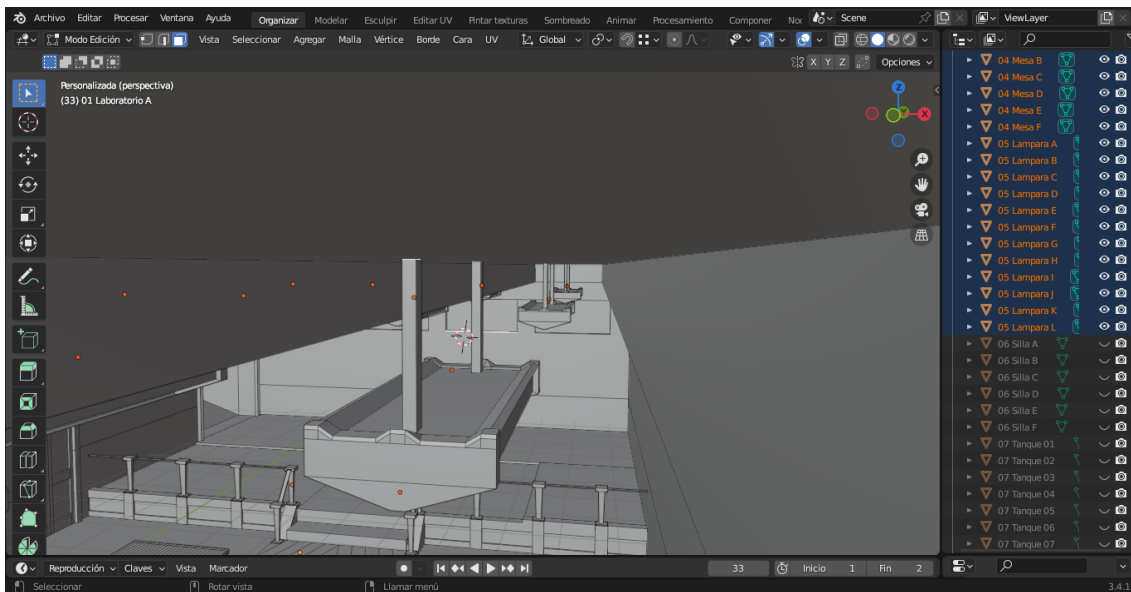 Archivo Editar Procesar Ventana Ayuda Organizar Modelar Esculpir Editar UV Pintar texturas Sombreado Animar Procesamiento Componer Scene ViewLayer
Modo Edición Vista Seleccionar Agregar Malla Vértice Borde Cara UV Global
X Y Z Opciones
Personalizada (perspectiva)
(33) 01 Laboratorio A
Z
Y
X
04 Mesa B
04 Mesa C
04 Mesa D
04 Mesa E
04 Mesa F
05 Lampara A
05 Lampara B
05 Lampara C
05 Lampara D
05 Lampara E
05 Lampara F
05 Lampara G
05 Lampara H
05 Lampara I
05 Lampara J
05 Lampara K
05 Lampara L
06 Silla A
06 Silla B
06 Silla C
06 Silla D
06 Silla E
06 Silla F
07 Tanque 01
07 Tanque 02
07 Tanque 03
07 Tanque 04
07 Tanque 05
07 Tanque 06
07 Tanque 07
Reproducción Claves Vista Marcador 33 Inicio 1 Fin 2
Seleccionar Rotar vista Llamar menú 3.4.1